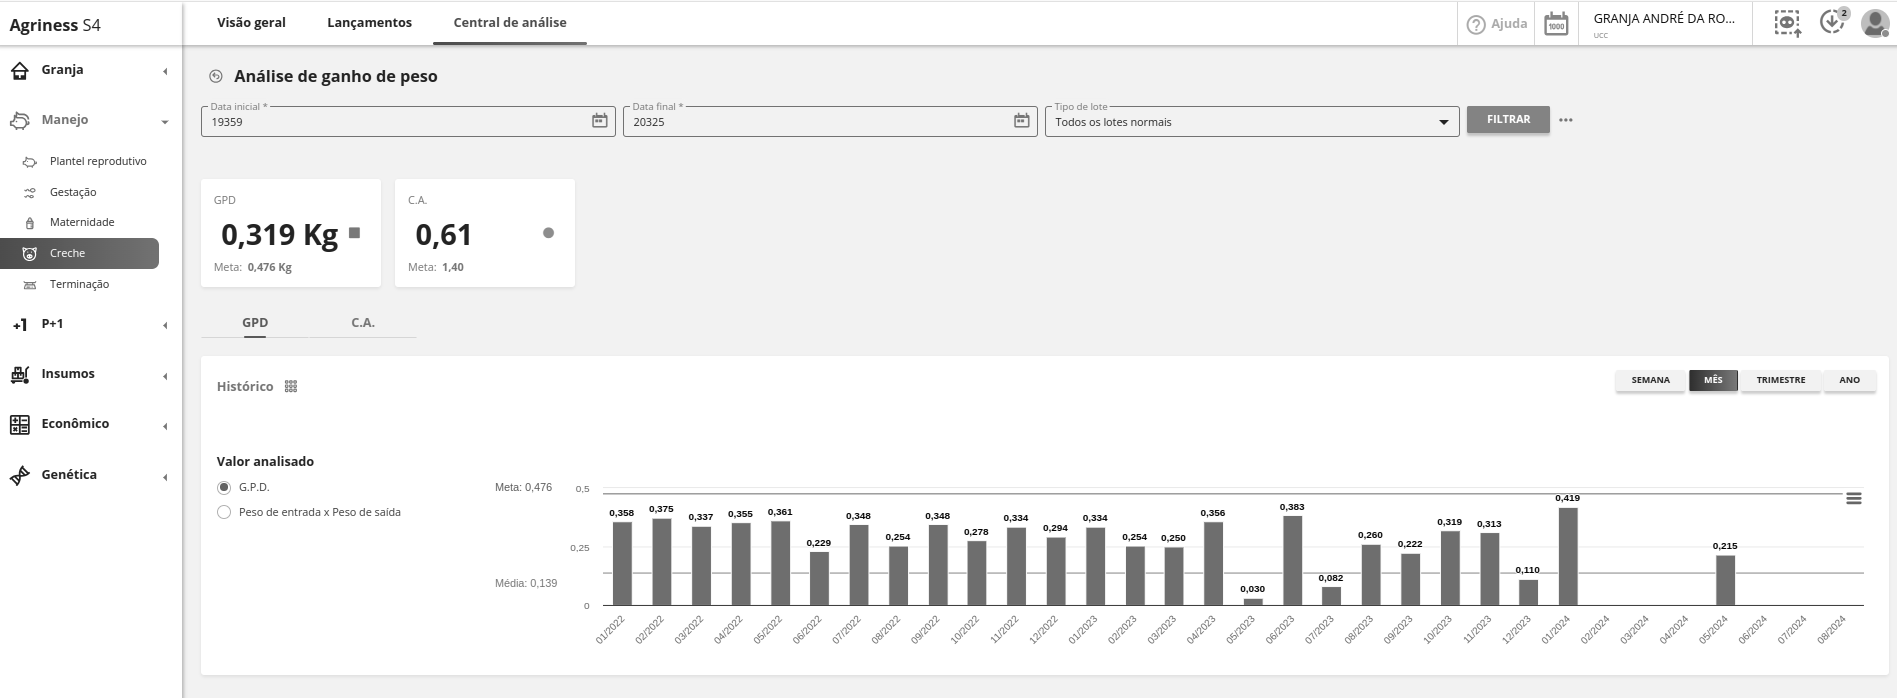 Agriness S4
Visão geral
Lançamentos
Central de análise
Ajuda
1000
GRANJA ANDRÉ DA RO...
UCC
2
Granja
Manejo
Plantel reprodutivo
Gestação
Maternidade
Creche
Terminação
+1 P+1
Insumos
Econômico
Genética
Análise de ganho de peso
Data inicial *
19359
Data final *
20325
Tipo de lote
Todos os lotes normais
FILTRAR
GPD
0,319 Kg
Meta: 0,476 Kg
C.A.
0,61
Meta: 1,40
GPD
C.A.
Histórico
SEMANA
MÊS
TRIMESTRE
ANO
Valor analisado
G.P.D.
Peso de entrada x Peso de saída
Meta: 0,476
Média: 0,139
0,5
0,25
0
0,358
0,375
0,337
0,355
0,361
0,229
0,348
0,254
0,348
0,278
0,334
0,294
0,334
0,254
0,250
0,356
0,030
0,383
0,082
0,260
0,222
0,319
0,313
0,110
0,419
0,215
01/2022
02/2022
03/2022
04/2022
05/2022
06/2022
07/2022
08/2022
09/2022
10/2022
11/2022
12/2022
01/2023
02/2023
03/2023
04/2023
05/2023
06/2023
07/2023
08/2023
09/2023
10/2023
11/2023
12/2023
01/2024
02/2024
03/2024
04/2024
05/2024
06/2024
07/2024
08/2024